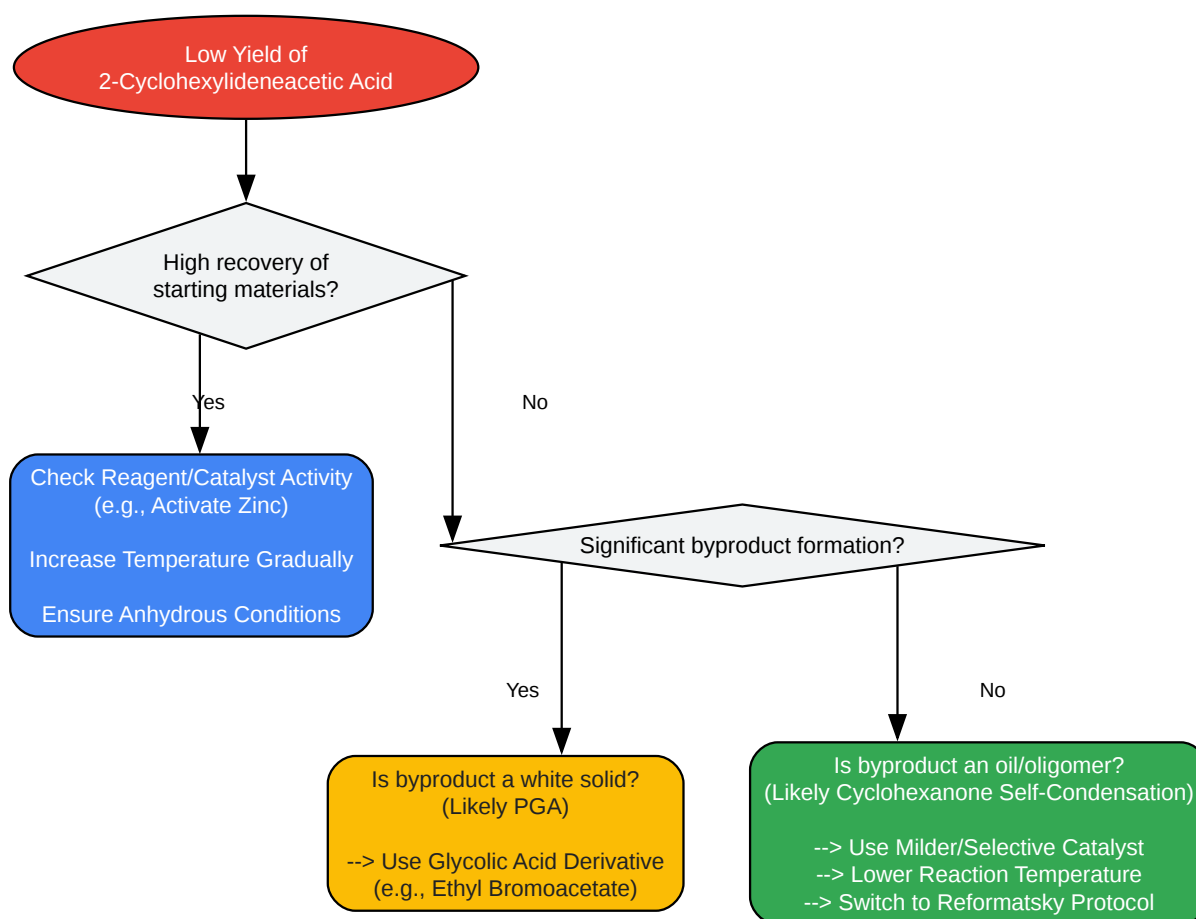 Low Yield of
2-Cyclohexylideneacetic Acid
High recovery of
starting materials?
Yes
No
Check Reagent/Catalyst Activity
(e.g., Activate Zinc)
Increase Temperature Gradually
Ensure Anhydrous Conditions
Significant byproduct formation?
Yes
No
Is byproduct a white solid?
(Likely PGA)
--> Use Glycolic Acid Derivative
(e.g., Ethyl Bromoacetate)
Is byproduct an oil/oligomer?
(Likely Cyclohexanone Self-Condensation)
--> Use Milder/Selective Catalyst
--> Lower Reaction Temperature
--> Switch to Reformatsky Protocol